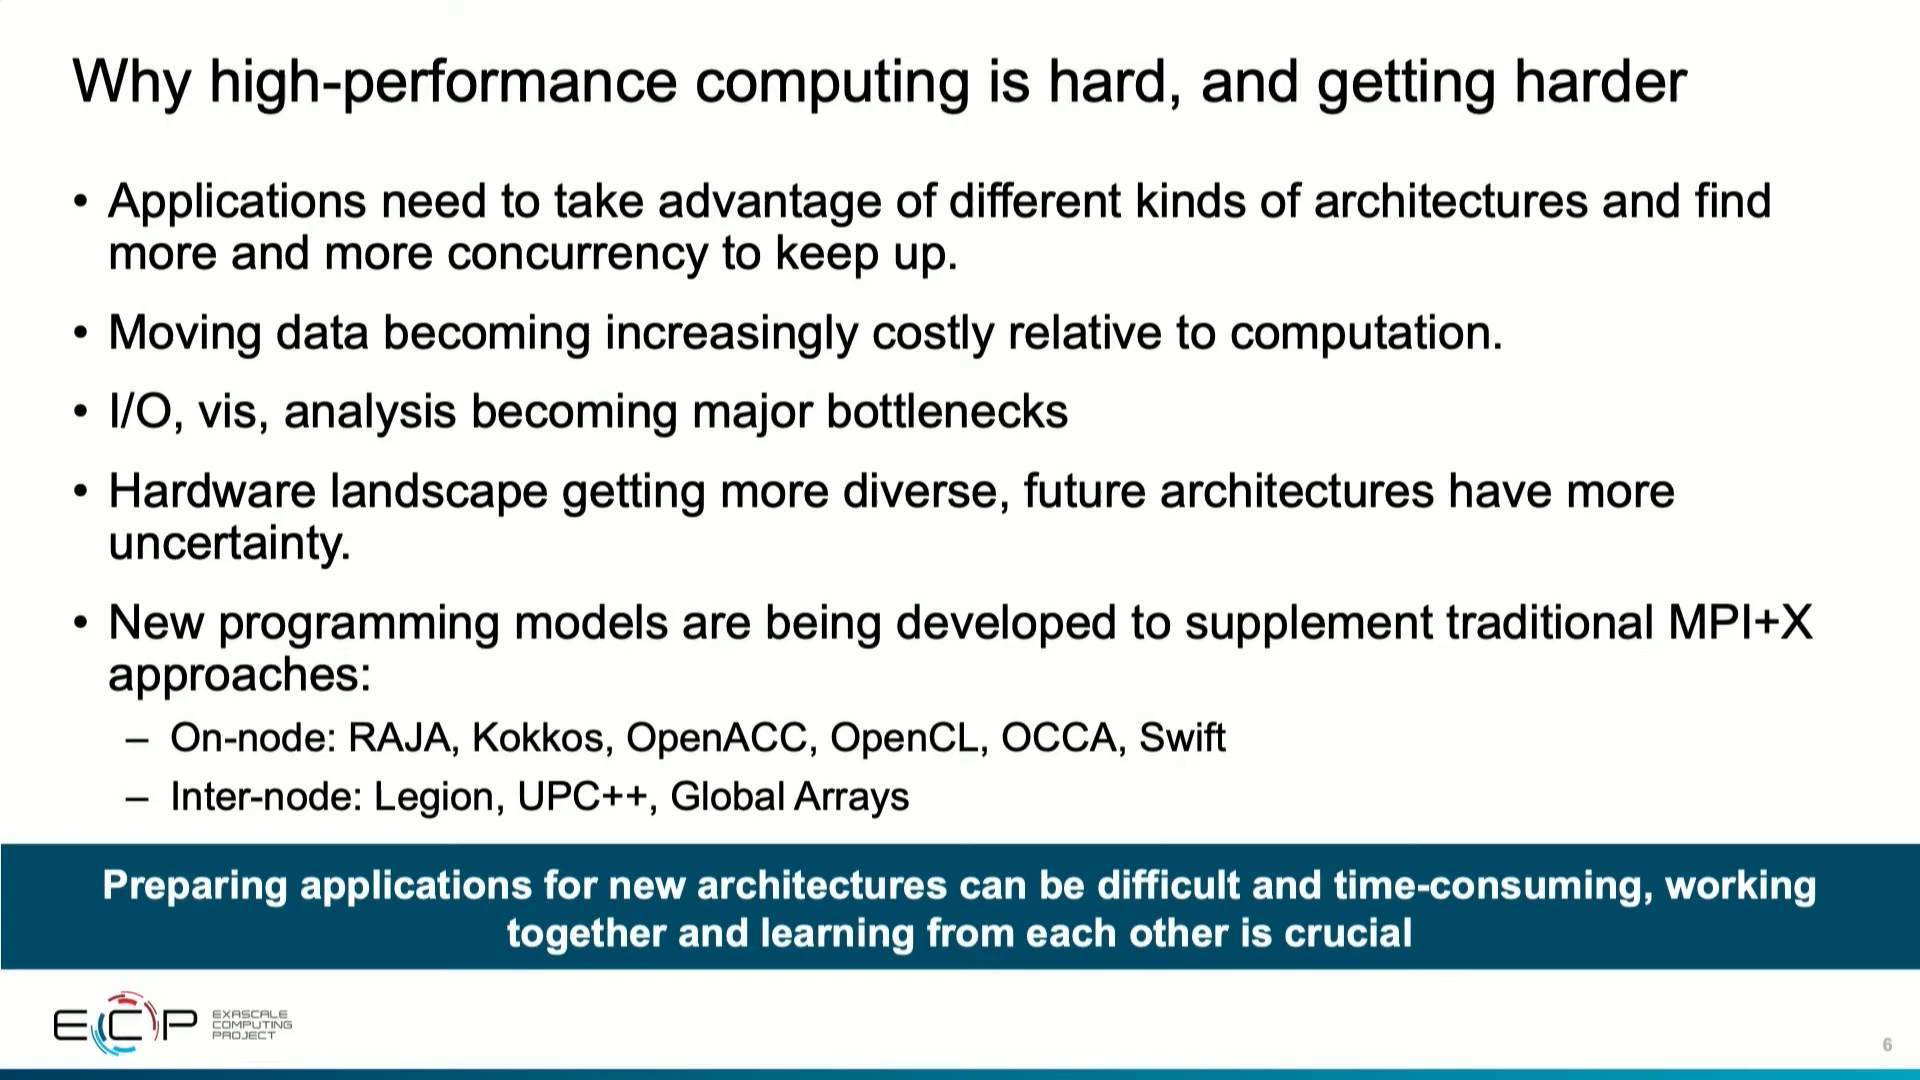 Why high-performance computing is hard, and getting harder
• Applications need to take advantage of different kinds of architectures and find
more and more concurrency to keep up.
• Moving data becoming increasingly costly relative to computation.
• I/O, vis, analysis becoming major bottlenecks
• Hardware landscape getting more diverse, future architectures have more
uncertainty.
• New programming models are being developed to supplement traditional MPI+X
approaches:
– On-node: RAJA, Kokkos, OpenACC, OpenCL, OCCA, Swift
– Inter-node: Legion, UPC++, Global Arrays
Preparing applications for new architectures can be difficult and time-consuming, working
together and learning from each other is crucial
ECP
EXASCALE
COMPUTING
PROJECT
6